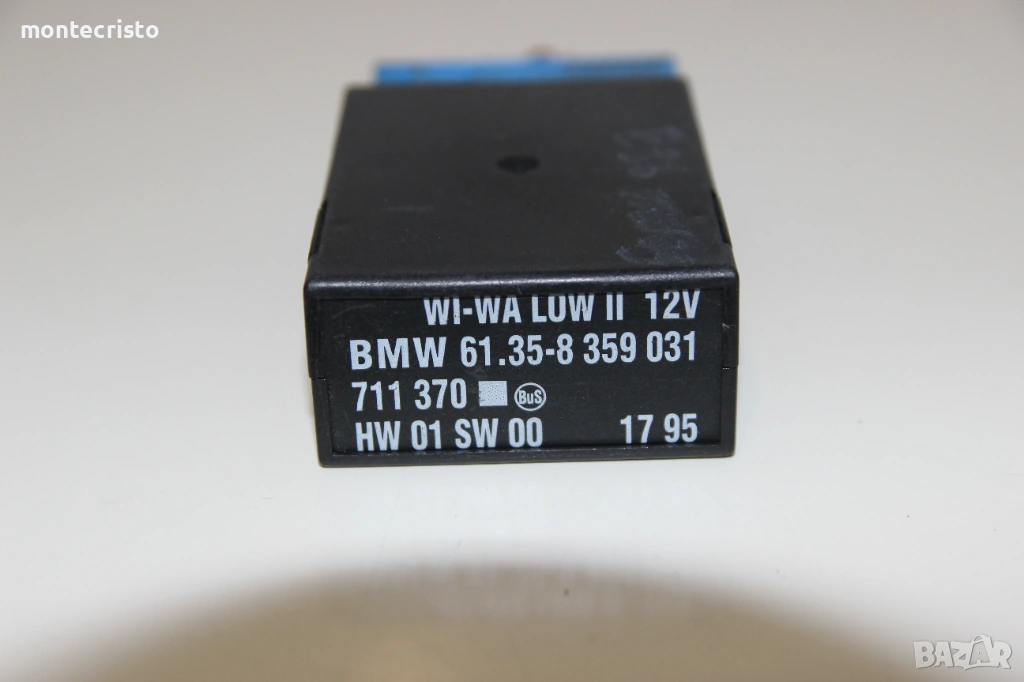 montecristo
WI-WA LOW II 12V
BMW 61.35-8 359 031
711 370 BuS
HW 01 SW 00 17 95
BAZAR